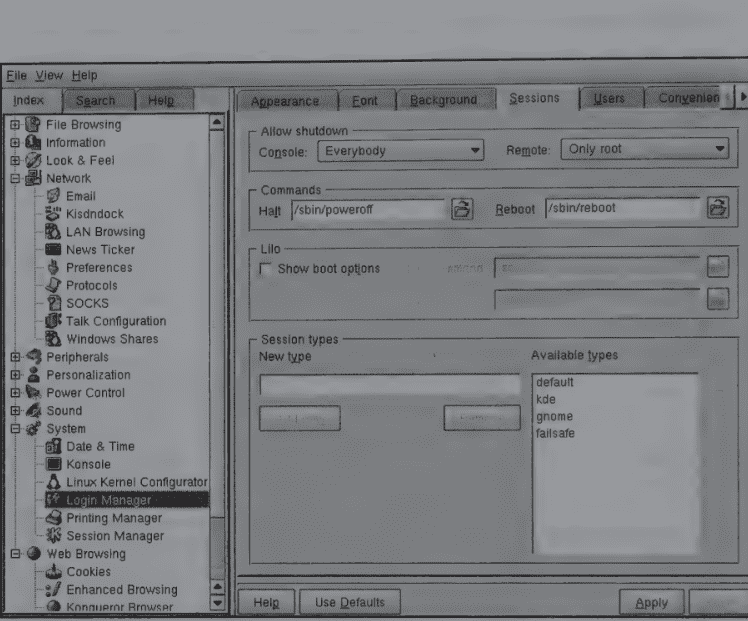 File View Help
Index Search Help
File Browsing
Information
Look & Feel
Network
Email
Kisdndock
LAN Browsing
News Ticker
Preferences
Protocols
SOCKS
Talk Configuration
Windows Shares
Peripherals
Personalization
Power Control
Sound
System
Date & Time
Konsole
Linux Kernel Configurator
Login Manager
Printing Manager
Session Manager
Web Browsing
Cookies
Enhanced Browsing
Konqueror Browser
Appearance Font Background Sessions Users Convenien
Allow shutdown
Console: Everybody Remote: Only root
Commands
Halt /sbin/poweroff Reboot /sbin/reboot
Lilo
Show boot options
Session types
New type Available types
default
kde
gnome
failsafe
Help Use Defaults Apply